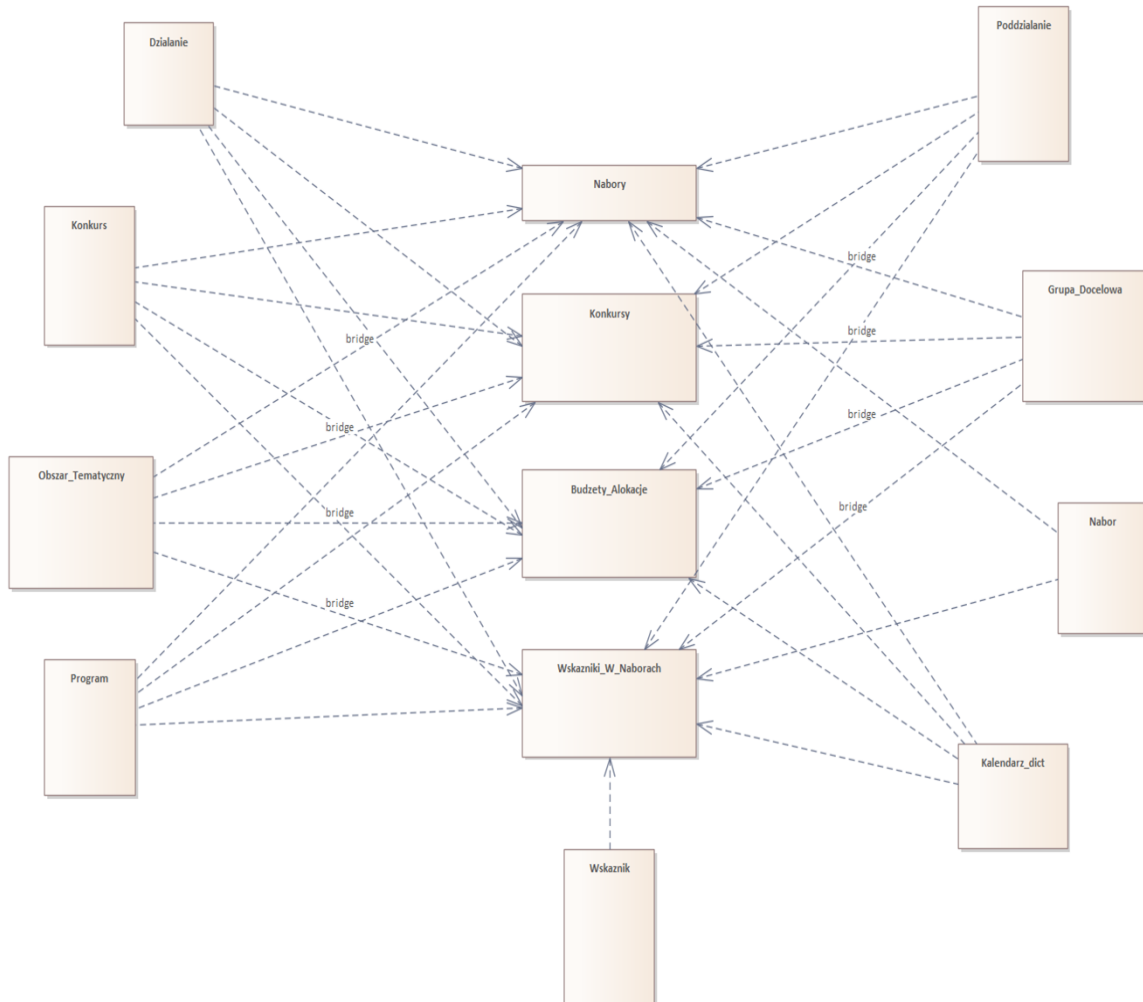 Dzialanie
Poddzialanie
Nabory
Konkurs
bridge
Grupa_Docelowa
Konkursy
bridge
bridge
bridge
bridge
Obszar_Tematyczny
Budzety_Alokacje
bridge
bridge
Nabor
bridge
Program
Wskazniki_W_Naborach
Kalendarz_dict
Wskaznik